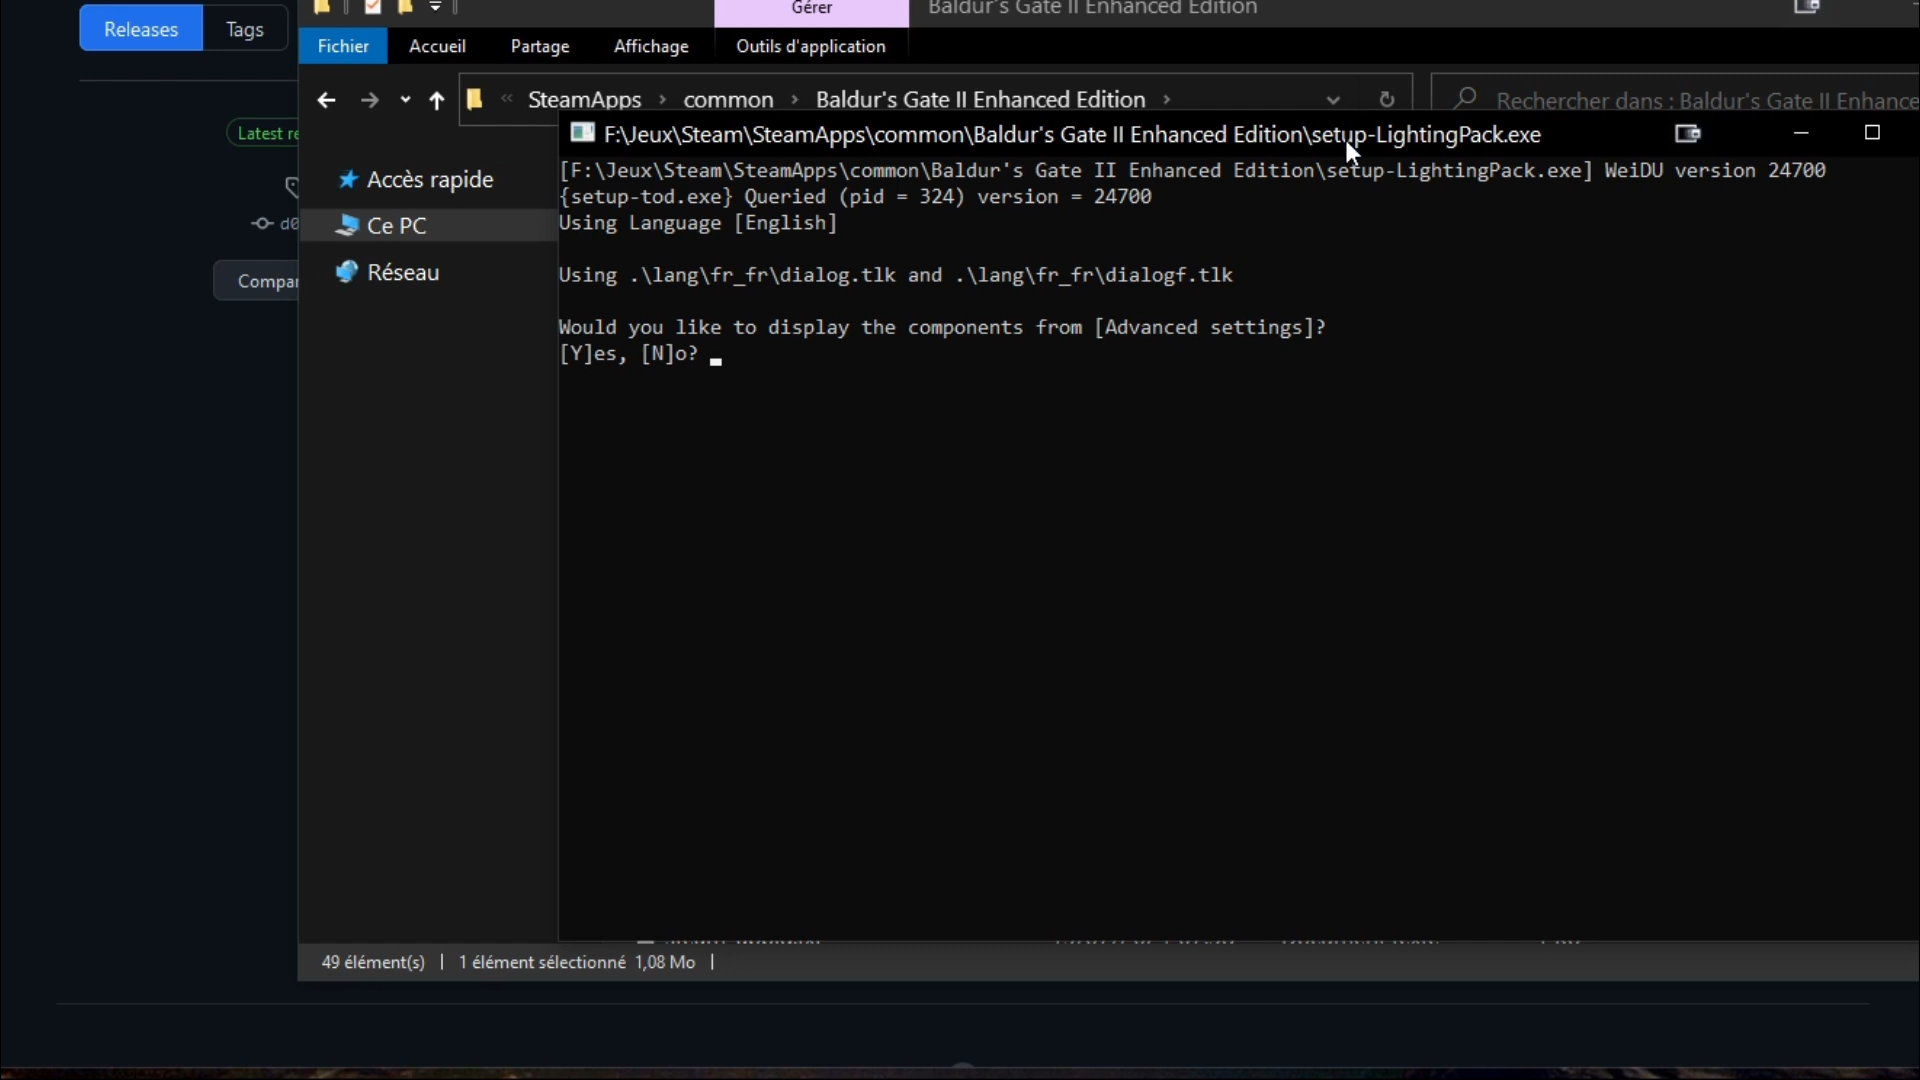 Gérer
Baldur's Gate II Enhanced Edition
Releases
Tags
Fichier
Accueil
Partage
Affichage
Outils d'application
« SteamApps › common › Baldur's Gate II Enhanced Edition ›
Rechercher dans : Baldur's Gate II Enhance
Latest re
F:\Jeux\Steam\SteamApps\common\Baldur's Gate II Enhanced Edition\setup-LightingPack.exe
[F:\Jeux\Steam\SteamApps\common\Baldur's Gate II Enhanced Edition\setup-LightingPack.exe] WeiDU version 24700
{setup-tod.exe} Queried (pid = 324) version = 24700
Using Language [English]
Accès rapide
Ce PC
Réseau
d0
Compar
Using .\lang\fr_fr\dialog.tlk and .\lang\fr_fr\dialogf.tlk
Would you like to display the components from [Advanced settings]?
[Y]es, [N]o?
49 élément(s)
1 élément sélectionné 1,08 Mo